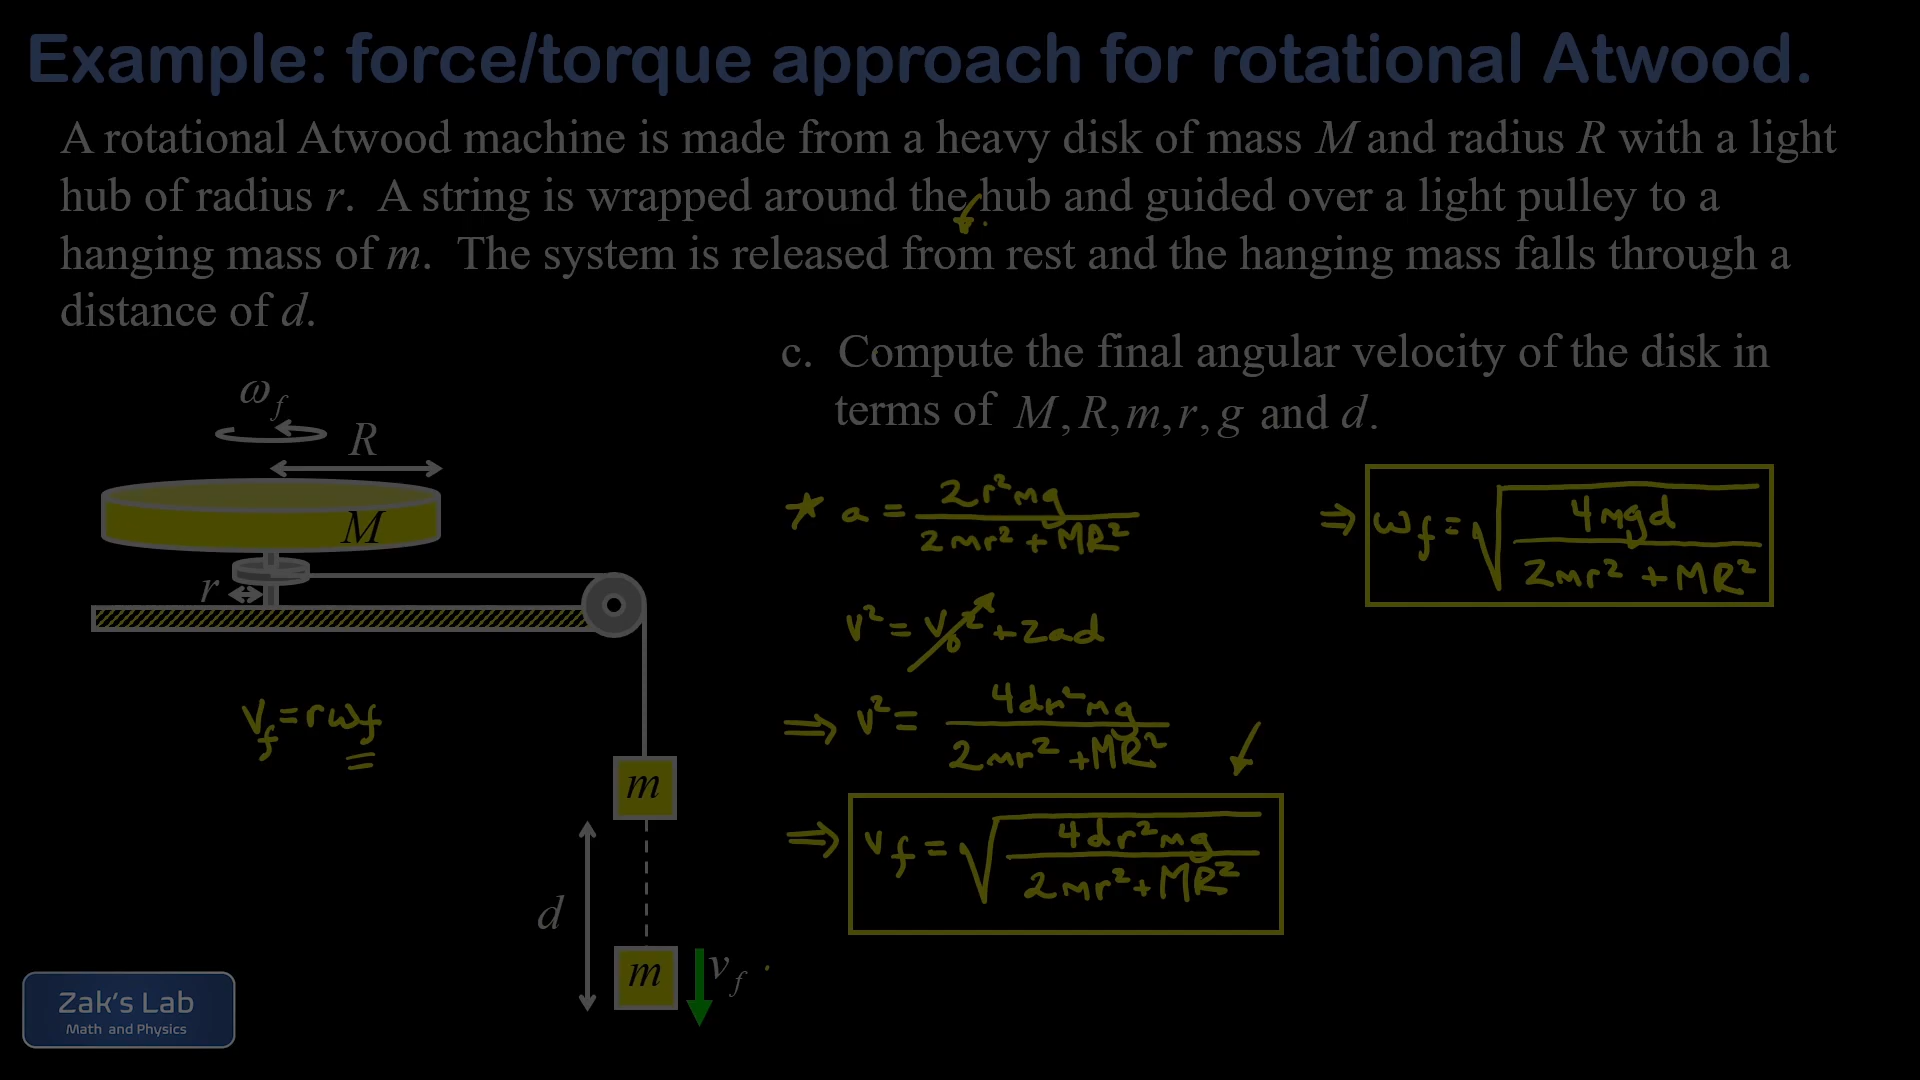 Example: force/torque approach for rotational Atwood.
A rotational Atwood machine is made from a heavy disk of mass M and radius R with a light
hub of radius r. A string is wrapped around the hub and guided over a light pulley to a
hanging mass of m. The system is released from rest and the hanging mass falls through a
distance of d.
c. Compute the final angular velocity of the disk in
terms of M, R, m, r, g and d.
ω_f
R
M
r
★ a = 2r²mg / (2mr² + MR²)
⇒ ω_f = √(4mgd / (2mr² + MR²))
v² = v₀² + 2ad
v_f = rω_f
⇒ v² = 4dr²mg / (2mr² + MR²)
m
⇒ v_f = √(4dr²mg / (2mr² + MR²))
d
m
v_f
Zak's Lab
Math and Physics